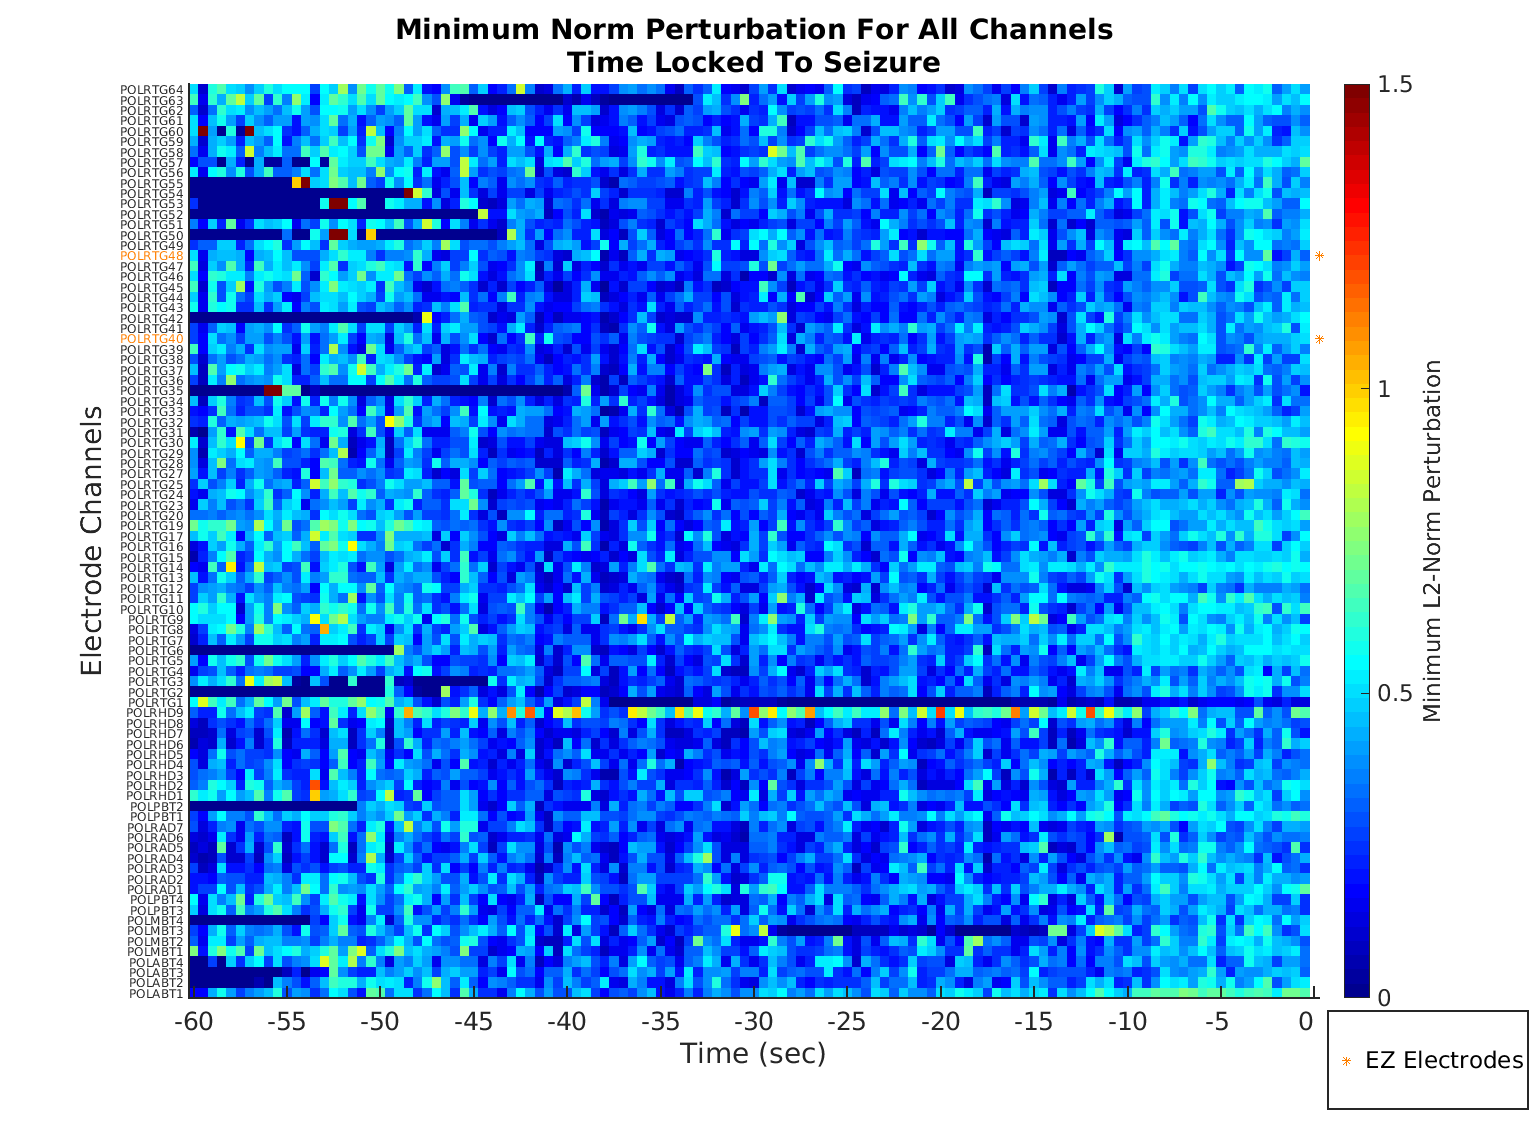 Minimum Norm Perturbation For All Channels
Time Locked To Seizure
Electrode Channels
POLRTG64
POLRTG63
POLRTG62
POLRTG61
POLRTG60
POLRTG59
POLRTG58
POLRTG57
POLRTG56
POLRTG55
POLRTG54
POLRTG53
POLRTG52
POLRTG51
POLRTG50
POLRTG49
POLRTG48
POLRTG47
POLRTG46
POLRTG45
POLRTG44
POLRTG43
POLRTG42
POLRTG41
POLRTG40
POLRTG39
POLRTG38
POLRTG37
POLRTG36
POLRTG35
POLRTG34
POLRTG33
POLRTG32
POLRTG31
POLRTG30
POLRTG29
POLRTG28
POLRTG27
POLRTG25
POLRTG24
POLRTG23
POLRTG20
POLRTG19
POLRTG17
POLRTG16
POLRTG15
POLRTG14
POLRTG13
POLRTG12
POLRTG11
POLRTG10
POLRTG9
POLRTG8
POLRTG7
POLRTG6
POLRTG5
POLRTG4
POLRTG3
POLRTG2
POLRTG1
POLRHD9
POLRHD8
POLRHD7
POLRHD6
POLRHD5
POLRHD4
POLRHD3
POLRHD2
POLRHD1
POLPBT2
POLPBT1
POLRAD7
POLRAD6
POLRAD5
POLRAD4
POLRAD3
POLRAD2
POLRAD1
POLPBT4
POLPBT3
POLMBT4
POLMBT3
POLMBT2
POLMBT1
POLABT4
POLABT3
POLABT2
POLABT1
-60 -55 -50 -45 -40 -35 -30 -25 -20 -15 -10 -5 0
Time (sec)
1.5
1
0.5
0
Minimum L2-Norm Perturbation
EZ Electrodes